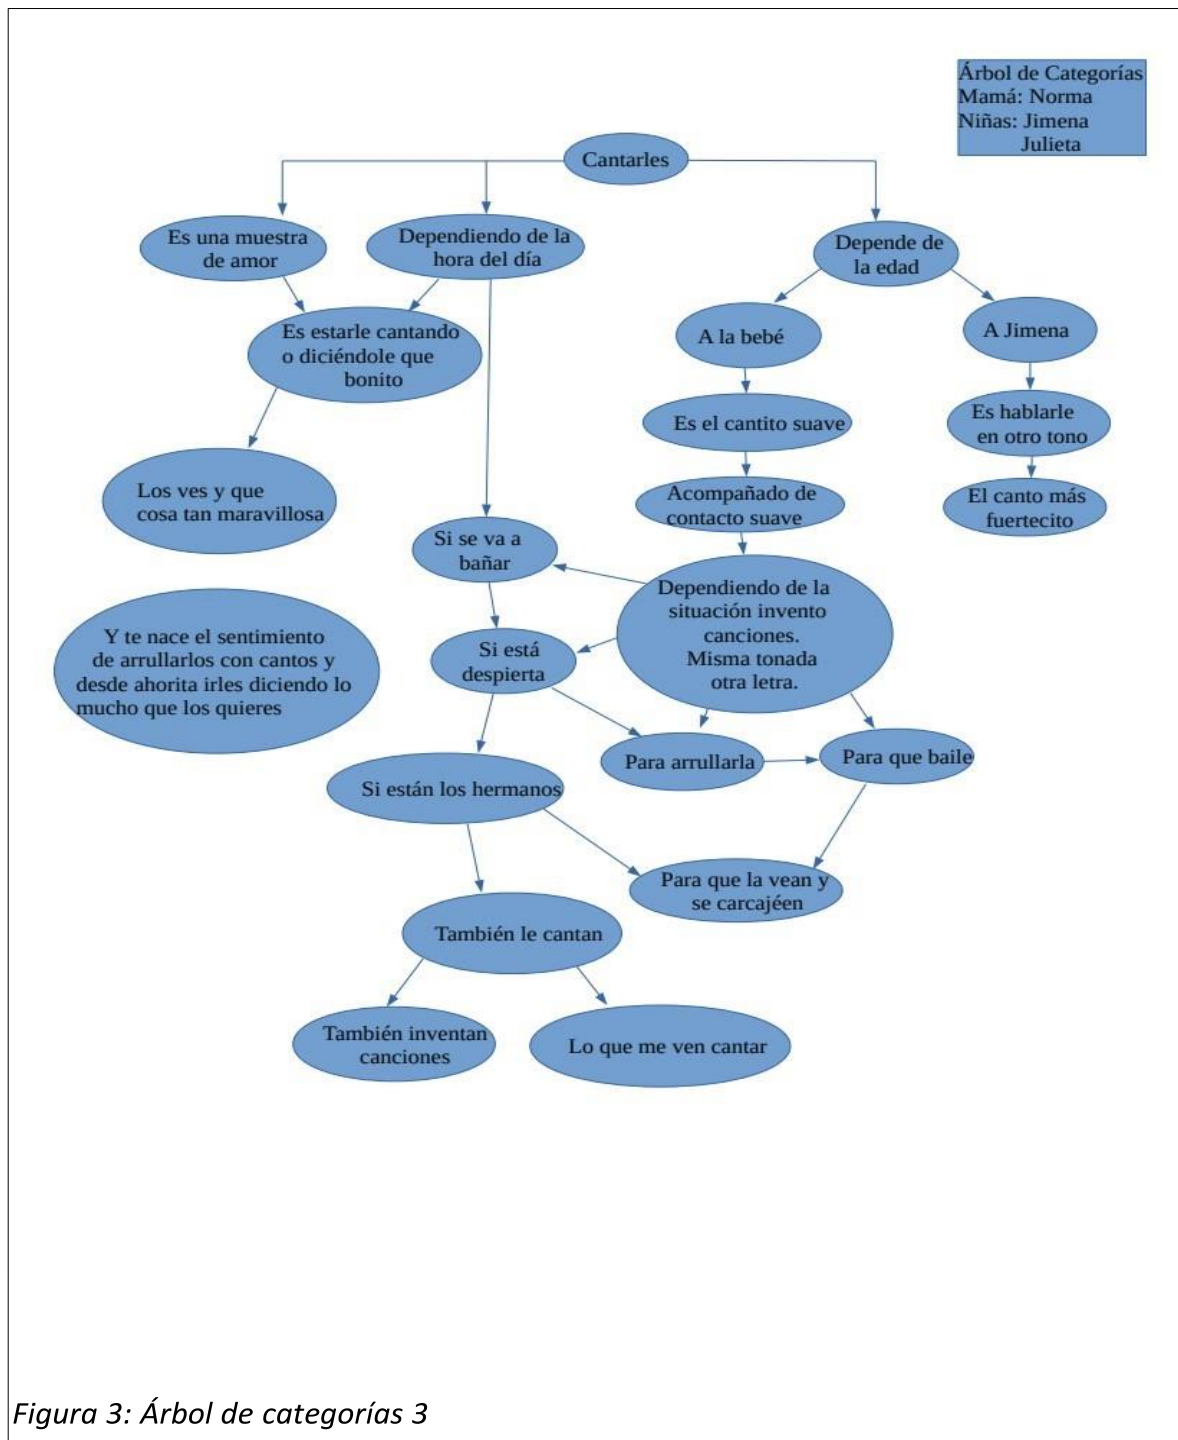 Árbol de Categorías
Mamá: Norma
Niñas: Jimena
Julieta
Cantarles
Es una muestra
de amor
Dependiendo de la
hora del día
Depende de
la edad
Es estarle cantando
o diciéndole que
bonito
A la bebé
A Jimena
Es el cantito suave
Es hablarle
en otro tono
Los ves y que
cosa tan maravillosa
Acompañado de
contacto suave
El canto más
fuertecito
Si se va a
bañar
Dependiendo de la
situación invento
canciones.
Misma tonada
otra letra.
Y te nace el sentimiento
de arrullarlos con cantos y
desde ahorita irles diciendo lo
mucho que los quieres
Si está
despierta
Para arrullarla
Para que baile
Si están los hermanos
Para que la vean y
se carcajéen
También le cantan
También inventan
canciones
Lo que me ven cantar
Figura 3: Árbol de categorías 3